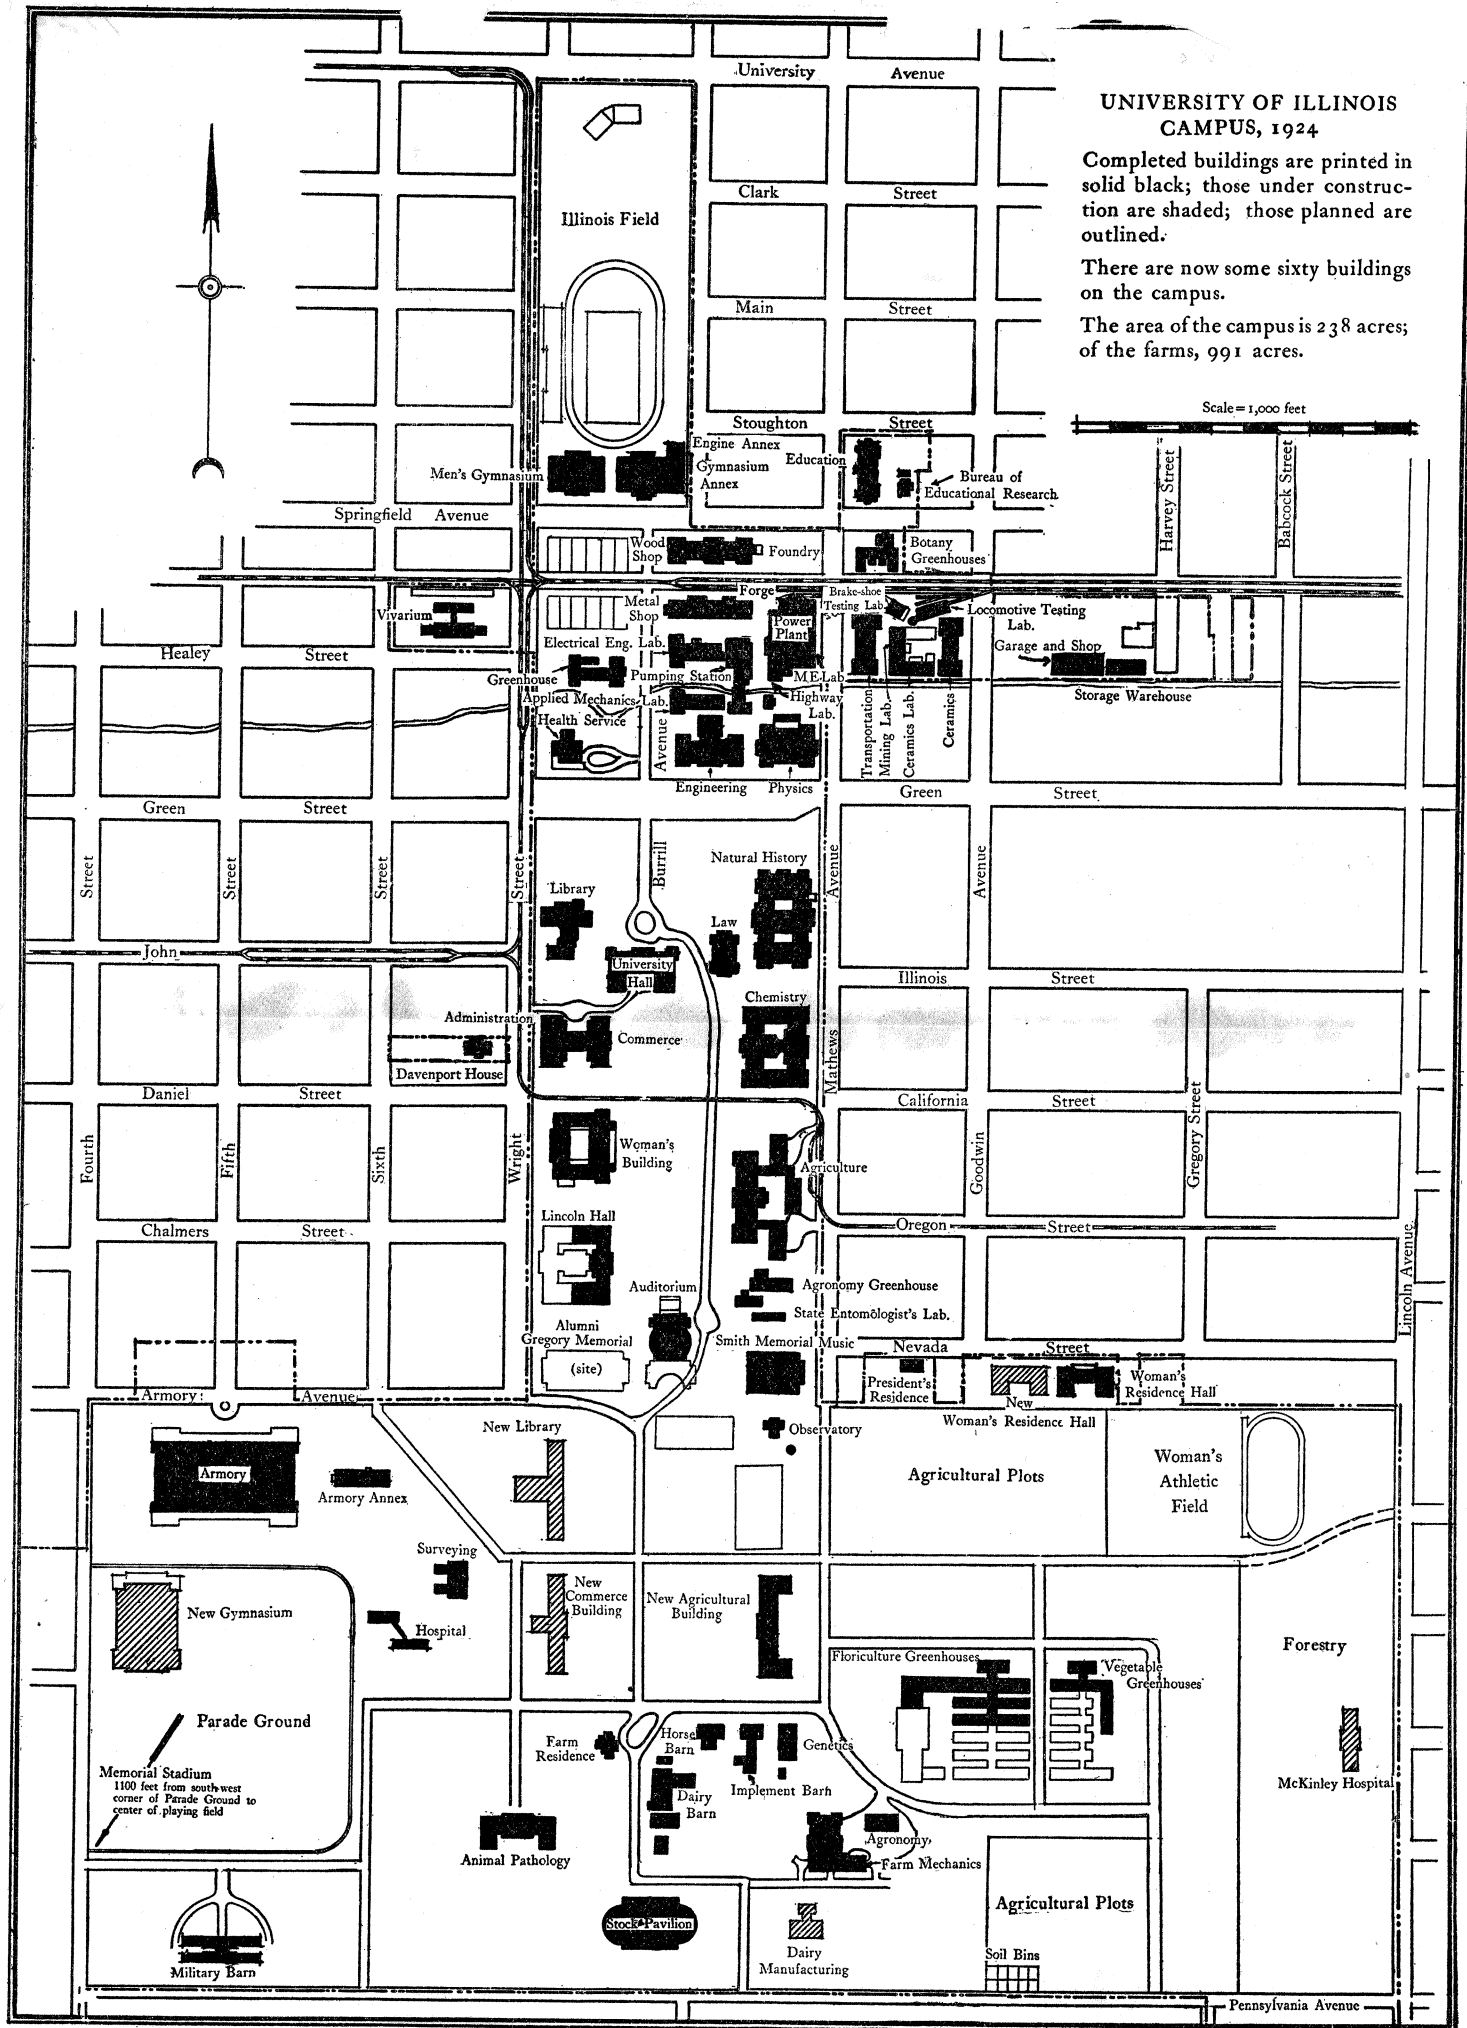 University Avenue
UNIVERSITY OF ILLINOIS
CAMPUS, 1924
Completed buildings are printed in
solid black; those under construc-
tion are shaded; those planned are
outlined.
There are now some sixty buildings
on the campus.
The area of the campus is 238 acres;
of the farms, 991 acres.
Scale=1,000 feet
Clark Street
Illinois Field
Main Street
Stoughton Street
Engine Annex
Men's Gymnasium
Gymnasium
Annex
Education
Bureau of
Educational Research
Harvey Street
Babcock Street
Springfield Avenue
Wood
Shop
Foundry
Botany
Greenhouses
Vivarium
Metal
Shop
Forge
Brake-shoe
Testing Lab.
Locomotive Testing
Lab.
Power
Plant
Healey Street
Electrical Eng. Lab.
Garage and Shop
Greenhouse
Pumping Station
M.E. Lab.
Storage Warehouse
Applied Mechanics Lab.
Highway
Lab.
Health Service
Avenue
Transportation
Mining Lab.
Ceramics Lab.
Ceramics
Engineering
Physics
Green Street
Green Street
Street
Street
Street
Street
Burrill
Natural History
Avenue
Avenue
Library
Law
John
University
Hall
Illinois Street
Chemistry
Administration
Commerce
Davenport House
Mathews
Daniel Street
California Street
Gregory Street
Fourth
Fifth
Sixth
Wright
Woman's
Building
Agriculture
Goodwin
Chalmers Street
Lincoln Hall
Oregon Street
Lincoln Avenue
Auditorium
Agronomy Greenhouse
State Entomologist's Lab.
Alumni
Gregory Memorial
(site)
Smith Memorial Music
Nevada Street
President's
Residence
New
Woman's Residence Hall
Woman's
Residence Hall
Armory Avenue
New Library
Observatory
Armory
Armory Annex
Agricultural Plots
Woman's
Athletic
Field
Surveying
New Gymnasium
Hospital
New
Commerce
Building
New Agricultural
Building
Forestry
Floriculture Greenhouses
Vegetable
Greenhouses
Parade Ground
Farm
Residence
Horse
Barn
Genetics
Memorial Stadium
1100 feet from south-west
corner of Parade Ground to
center of playing field
Implement Barn
McKinley Hospital
Dairy
Barn
Agronomy
Animal Pathology
Farm Mechanics
Agricultural Plots
Stock Pavilion
Dairy
Manufacturing
Soil Bins
Military Barn
Pennsylvania Avenue